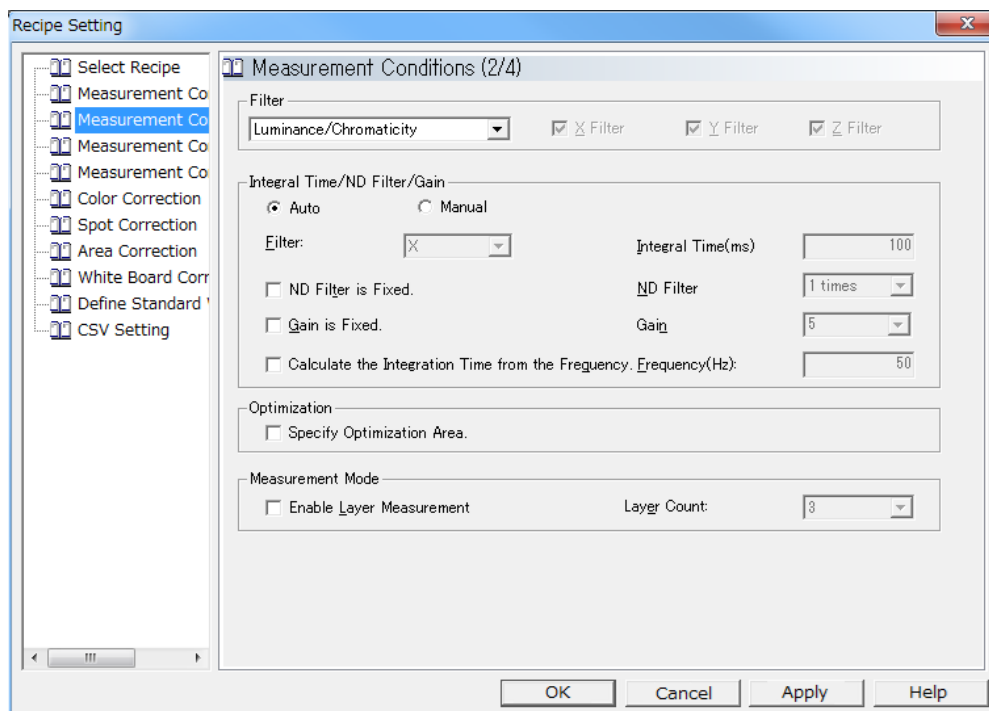 Recipe Setting
Select Recipe
Measurement Co
Measurement Co
Measurement Co
Measurement Co
Color Correction
Spot Correction
Area Correction
White Board Corr
Define Standard
CSV Setting
Measurement Conditions (2/4)
Filter
Luminance/Chromaticity X Filter Y Filter Z Filter
Integral Time/ND Filter/Gain
Auto Manual
Filter: X Integral Time(ms) 100
ND Filter is Fixed. ND Filter 1 times
Gain is Fixed. Gain 5
Calculate the Integration Time from the Frequency. Frequency(Hz): 50
Optimization
Specify Optimization Area.
Measurement Mode
Enable Layer Measurement Layer Count: 3
OK Cancel Apply Help